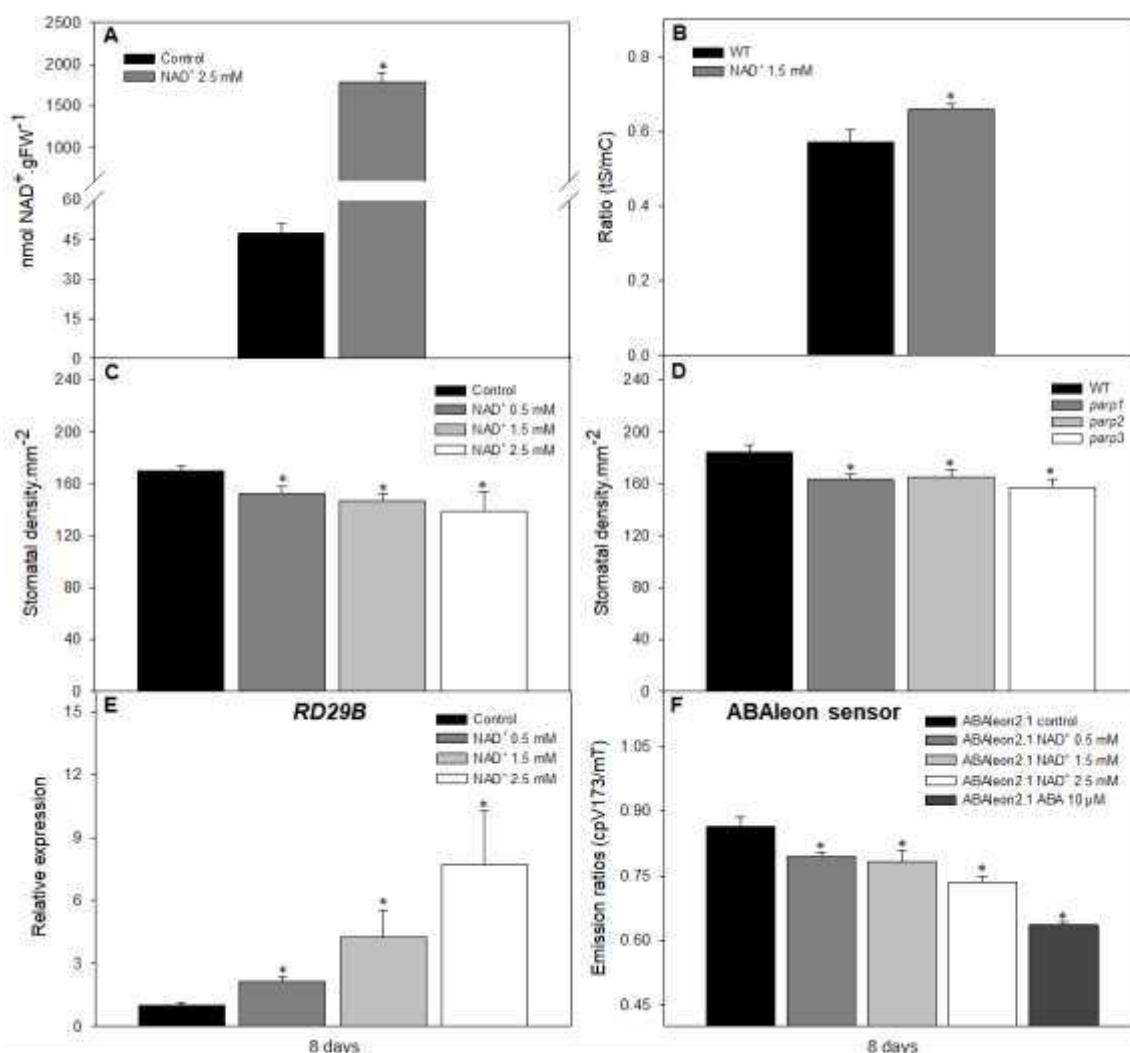 A
Control
NAD⁺ 2.5 mM
2500
2000
1500
1000
60
45
30
15
0
nmol NAD⁺.gFW⁻¹
B
WT
NAD⁺ 1.5 mM
0.8
0.6
0.4
0.2
0.0
Ratio (tS/mC)
*
*
C
Control
NAD⁺ 0.5 mM
NAD⁺ 1.5 mM
NAD⁺ 2.5 mM
240
200
160
120
80
40
0
Stomatal density.mm⁻²
* * *
D
WT
parp1
parp2
parp3
240
200
160
120
80
40
0
Stomatal density.mm⁻²
* * *
E
RD29B
Control
NAD⁺ 0.5 mM
NAD⁺ 1.5 mM
NAD⁺ 2.5 mM
15
12
9
6
3
0
Relative expression
* * *
8 days
F
ABAleon sensor
ABAleon2.1 control
ABAleon2.1 NAD⁺ 0.5 mM
ABAleon2.1 NAD⁺ 1.5 mM
ABAleon2.1 NAD⁺ 2.5 mM
ABAleon2.1 ABA 10 µM
1.05
0.90
0.75
0.60
0.45
Emission ratios (cpV173/mT)
* * * *
8 days